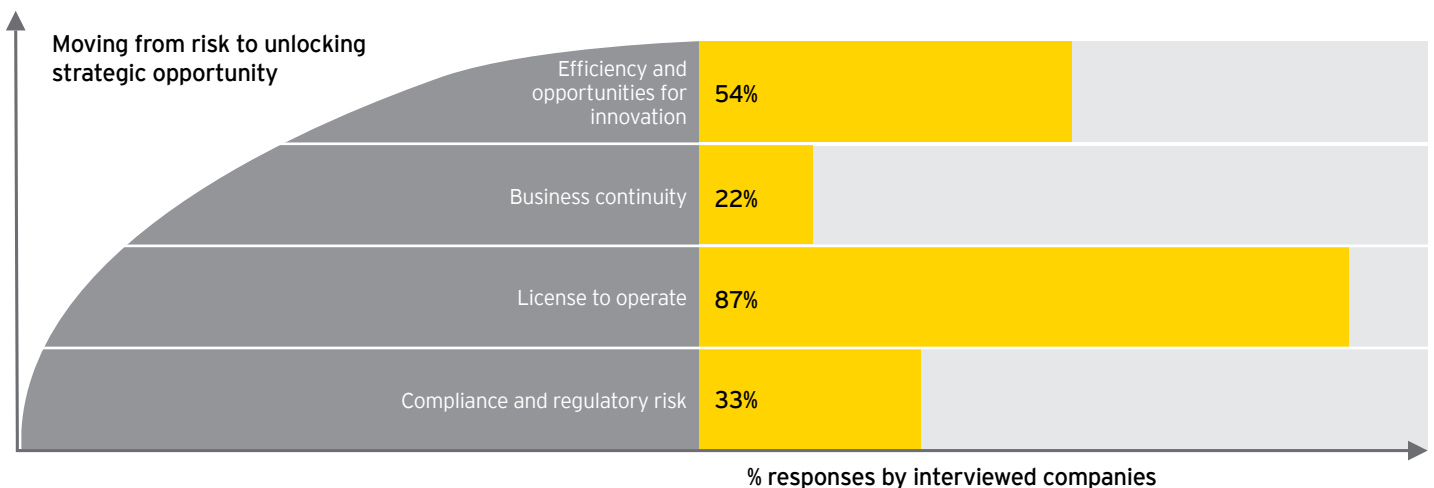 Moving from risk to unlocking
strategic opportunity
Efficiency and
opportunities for
innovation
54%
Business continuity
22%
License to operate
87%
Compliance and regulatory risk
33%
% responses by interviewed companies